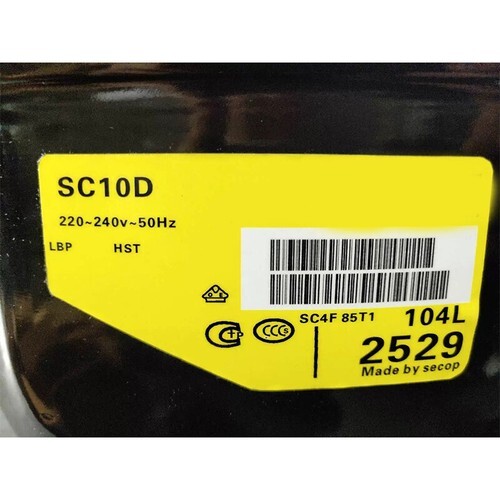 SC10D
220~240v~50Hz
LBP HST
SC4F 85T1 104L
2529
Made by secop